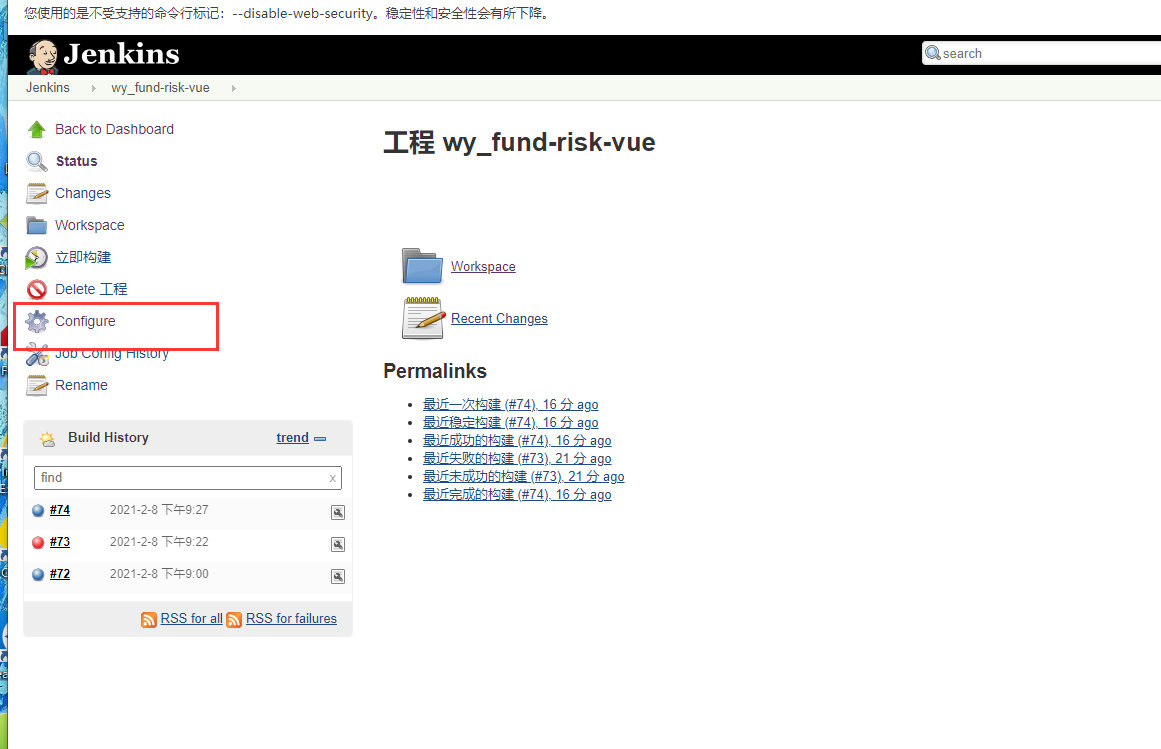 您使用的是不受支持的命令行标记：--disable-web-security。稳定性和安全性会有所下降。
Jenkins
search
Jenkins wy_fund-risk-vue
Back to Dashboard
Status
Changes
Workspace
立即构建
Delete 工程
Configure
Job Config History
Rename
Build History trend
find x
#74 2021-2-8 下午9:27
#73 2021-2-8 下午9:22
#72 2021-2-8 下午9:00
RSS for all RSS for failures
工程 wy_fund-risk-vue
Workspace
Recent Changes
Permalinks
最近一次构建 (#74), 16 分 ago
最近稳定构建 (#74), 16 分 ago
最近成功的构建 (#74), 16 分 ago
最近失败的构建 (#73), 21 分 ago
最近未成功的构建 (#73), 21 分 ago
最近完成的构建 (#74), 16 分 ago